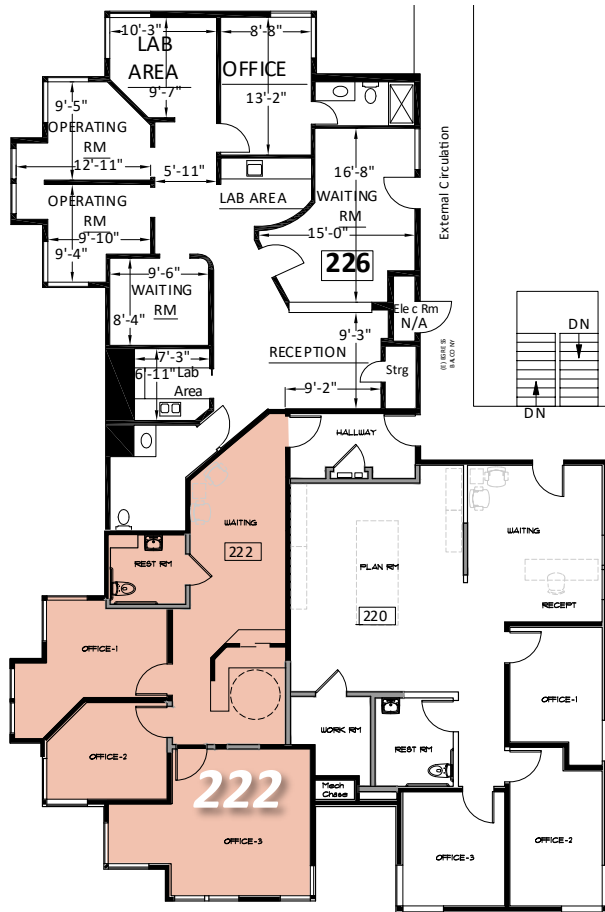 10'-3"
LAB
AREA
9'-7"
8'-8"
OFFICE
13'-2"
9'-5"
OPERATING
RM
12'-11"
5'-11"
LAB AREA
16'-8"
WAITING
RM
15'-0"
226
External Circulation
OPERATING
RM
9'-10"
9'-4"
9'-6"
WAITING
RM
8'-4"
Elec Rm
N/A
(E) EGRESS
BALCONY
9'-3"
RECEPTION
9'-2"
Strg
7'-3"
6'-11"
Lab
Area
DN
DN
HALLWAY
WAITING
222
REST RM
PLAN RM
220
WAITING
RECEPT
OFFICE-1
OFFICE-2
222
OFFICE-3
WORK RM
REST RM
Mech
Chase
OFFICE-1
OFFICE-2
OFFICE-3